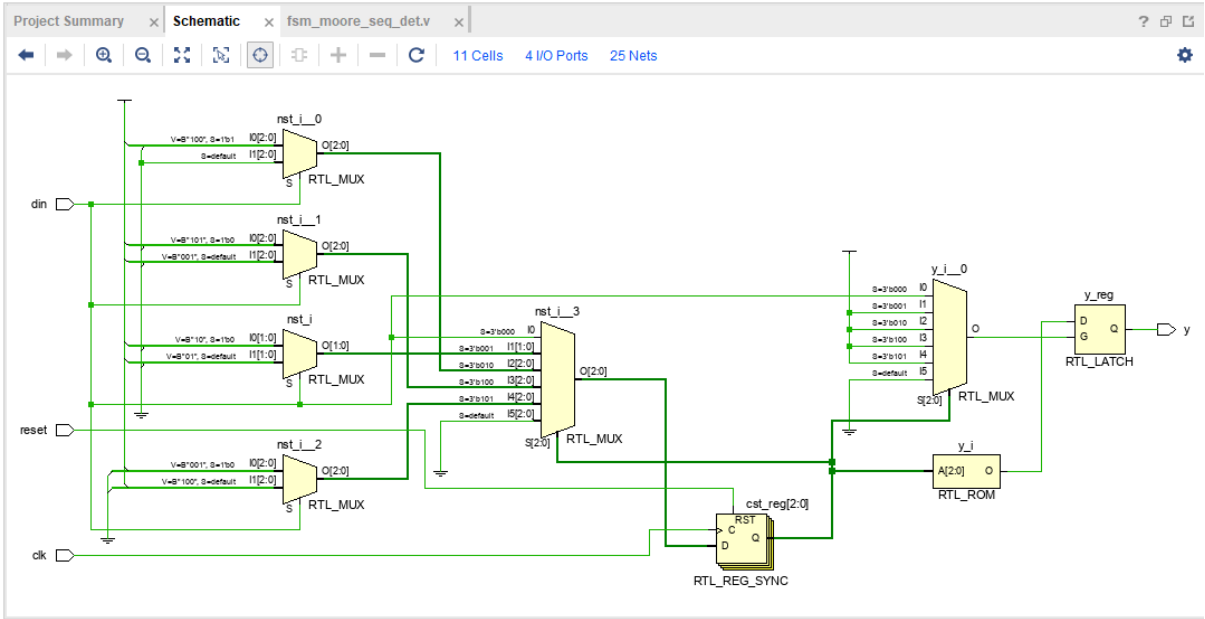 Project Summary × Schematic × fsm_moore_seq_det.v ×
11 Cells 4 I/O Ports 25 Nets
nst_i__0
V=B"100", S=1'b1 I0[2:0]
S=default I1[2:0]
O[2:0]
S
RTL_MUX
din
nst_i__1
V=B"101", S=1'b0 I0[2:0]
V=B"001", S=default I1[2:0]
O[2:0]
S
RTL_MUX
nst_i
V=B"10", S=1'b0 I0[1:0]
V=B"01", S=default I1[1:0]
O[1:0]
S
RTL_MUX
reset
nst_i__2
V=B"001", S=1'b0 I0[2:0]
V=B"100", S=default I1[2:0]
O[2:0]
S
RTL_MUX
clk
nst_i__3
S=3'b000 I0
S=3'b001 I1[1:0]
S=3'b010 I2[2:0]
S=3'b100 I3[2:0]
S=3'b101 I4[2:0]
S=default I5[2:0]
O[2:0]
S[2:0]
RTL_MUX
cst_reg[2:0]
RST
C
D
Q
RTL_REG_SYNC
y_i__0
S=3'b000 I0
S=3'b001 I1
S=3'b010 I2
S=3'b100 I3
S=3'b101 I4
S=default I5
O
S[2:0]
RTL_MUX
y_i
A[2:0] O
RTL_ROM
y_reg
D
G
Q
RTL_LATCH
y